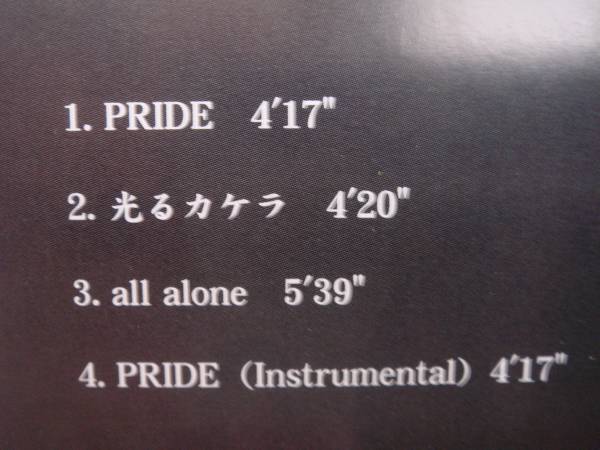 1. PRIDE　4'17"
2. 光るカケラ　4'20"
3. all alone　5'39"
4. PRIDE（Instrumental）4'17"